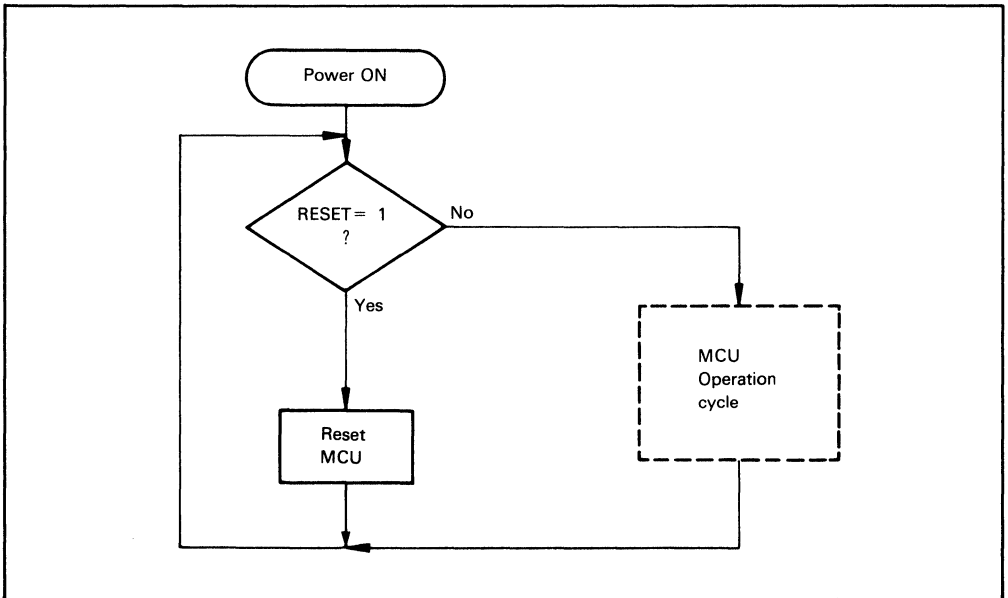 Power ON
RESET= 1
?
No
Yes
MCU
Operation
cycle
Reset
MCU